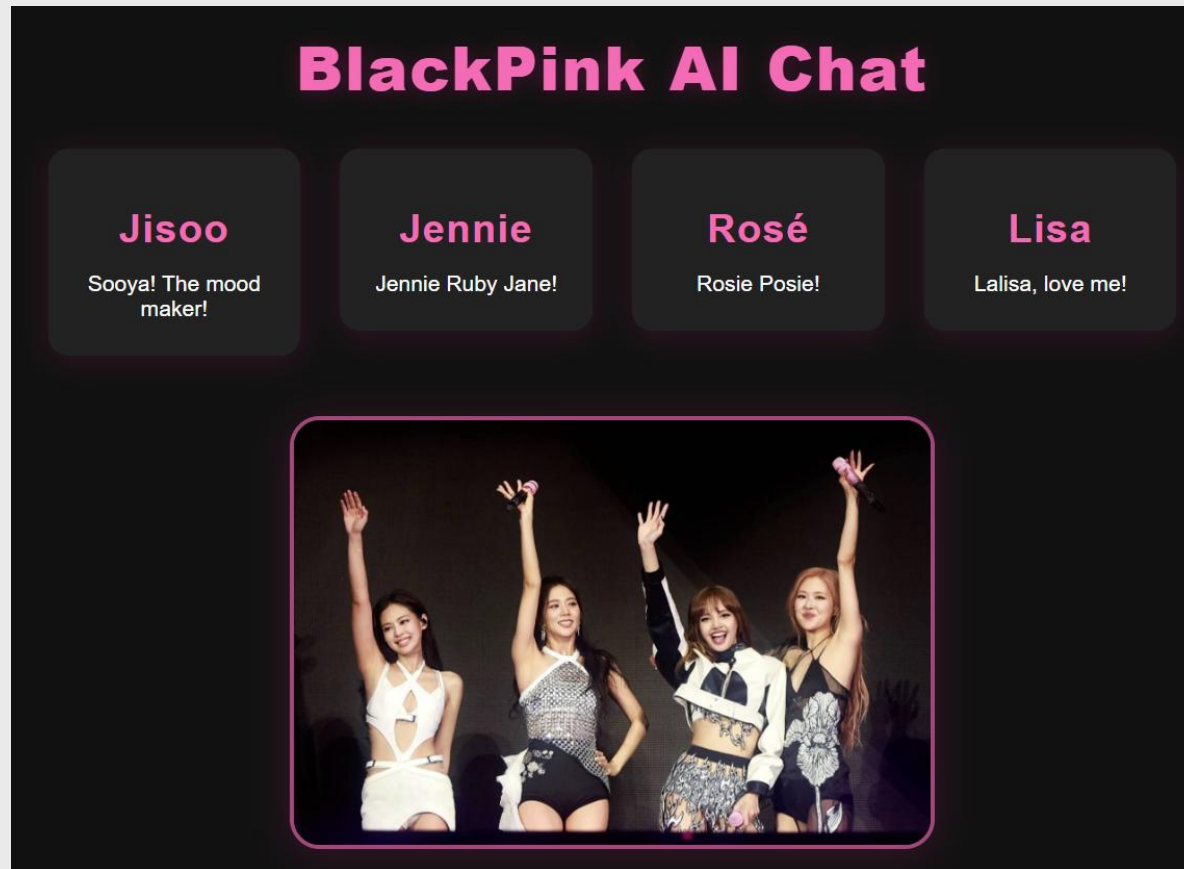 BlackPink AI Chat
Jisoo
Sooya! The mood
maker!
Jennie
Jennie Ruby Jane!
Rosé
Rosie Posie!
Lisa
Lalisa, love me!